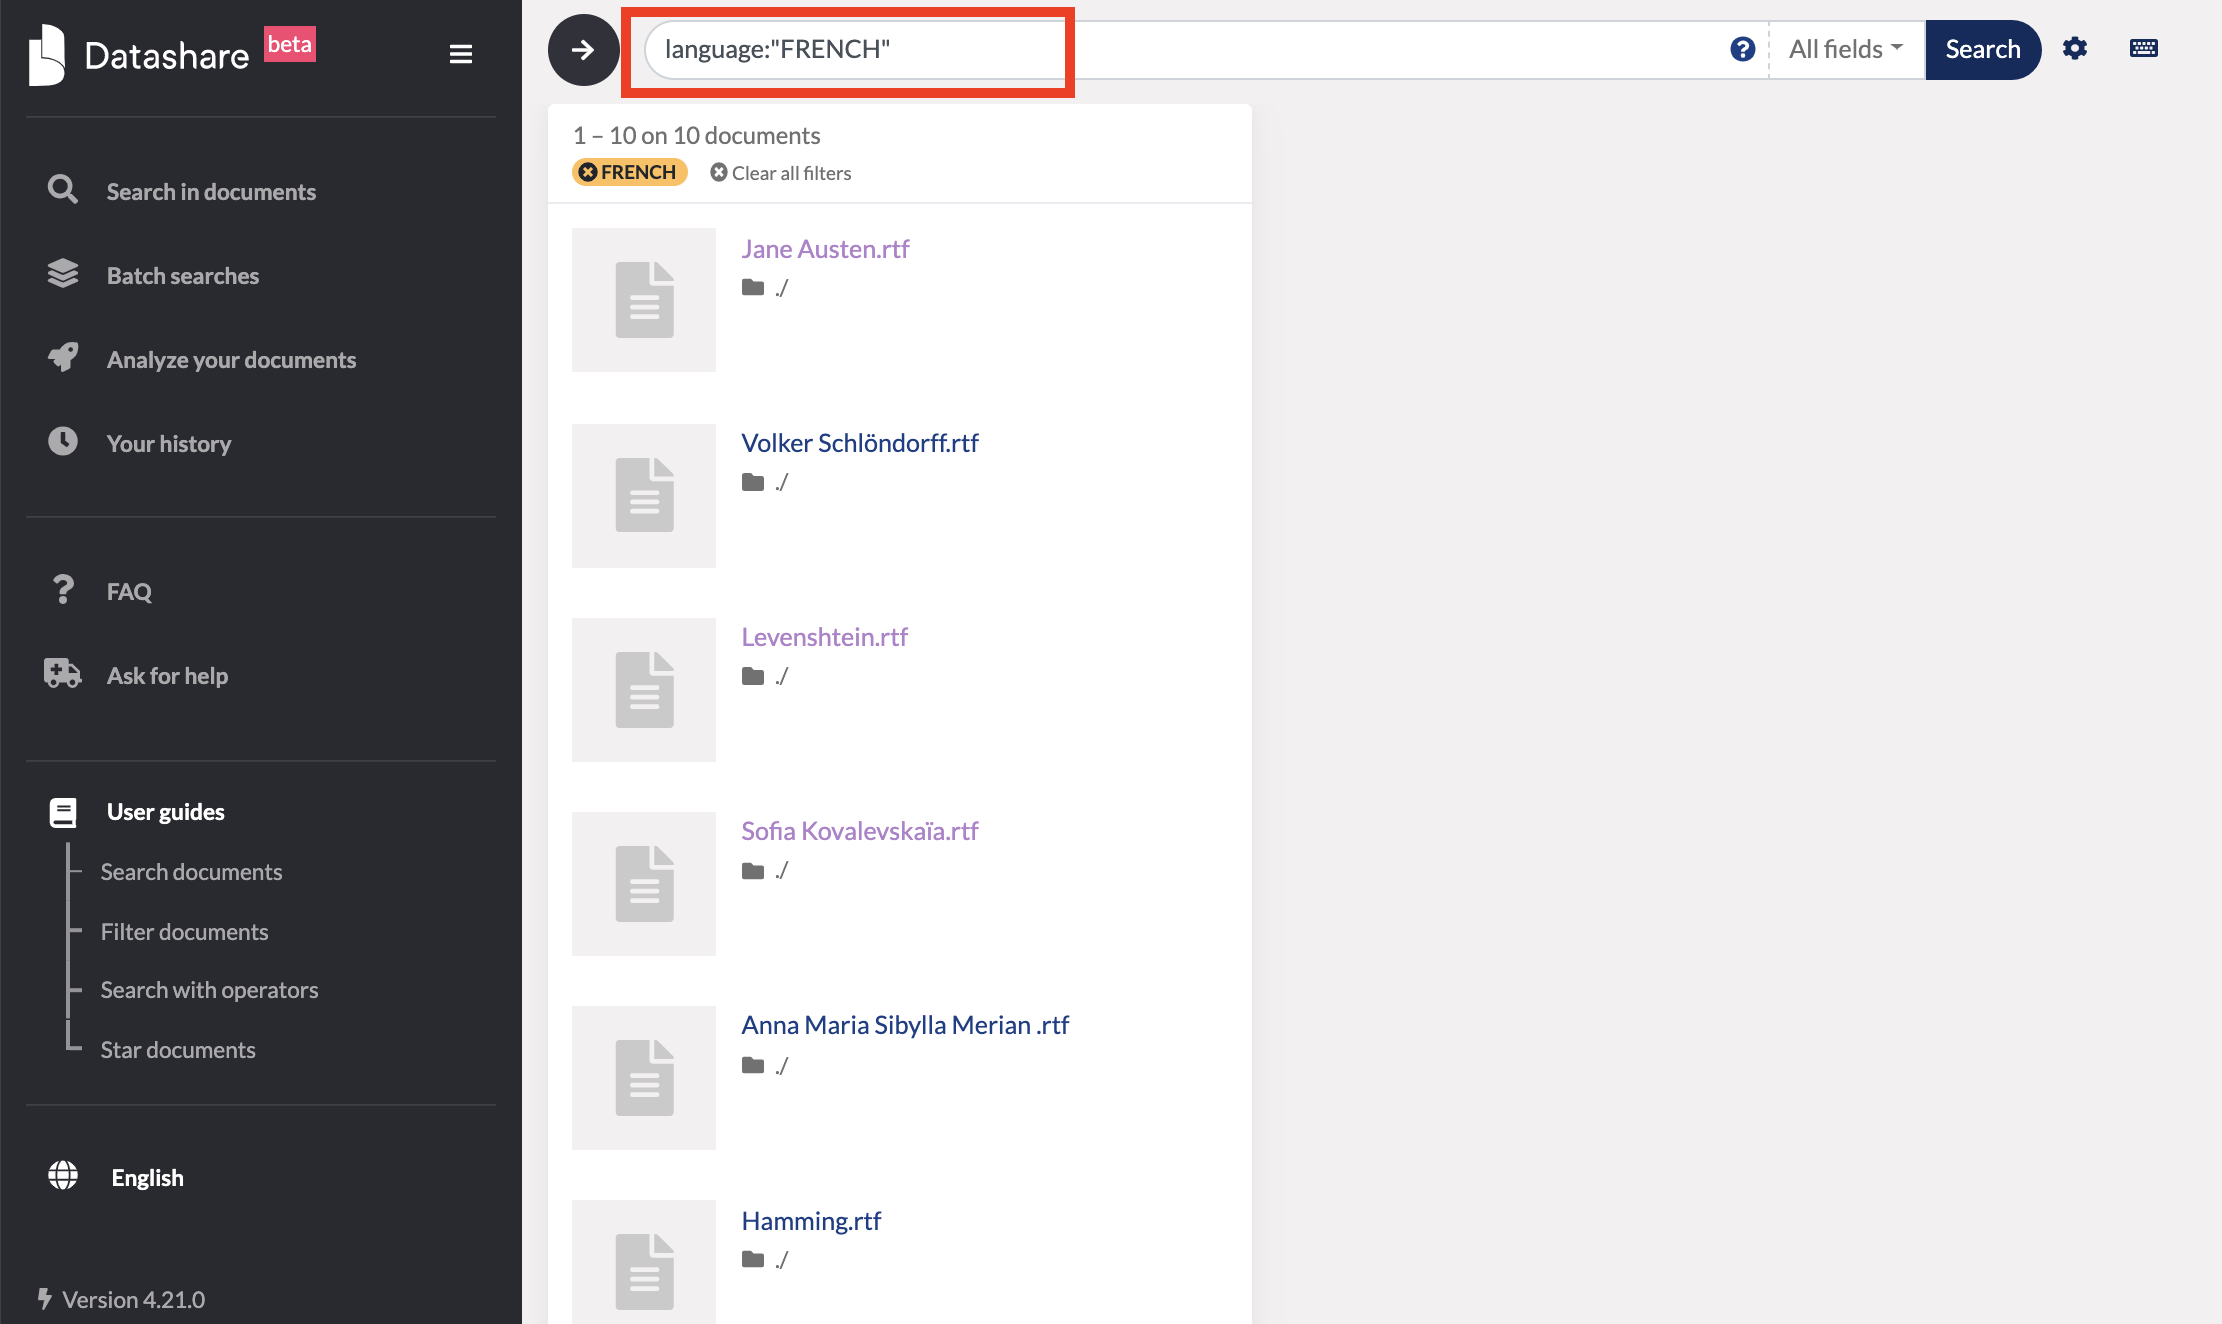 Datashare beta
Search in documents
Batch searches
Analyze your documents
Your history
FAQ
Ask for help
User guides
Search documents
Filter documents
Search with operators
Star documents
English
Version 4.21.0
language:"FRENCH"
All fields
Search
1 – 10 on 10 documents
FRENCH Clear all filters
Jane Austen.rtf
./
Volker Schlöndorff.rtf
./
Levenshtein.rtf
./
Sofia Kovalevskaïa.rtf
./
Anna Maria Sibylla Merian .rtf
./
Hamming.rtf
./